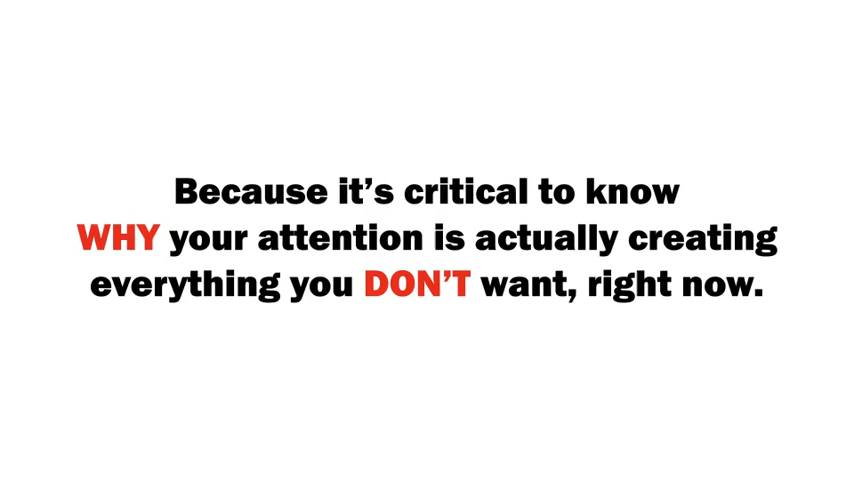 Because it’s critical to know
WHY your attention is actually creating
everything you DON’T want, right now.